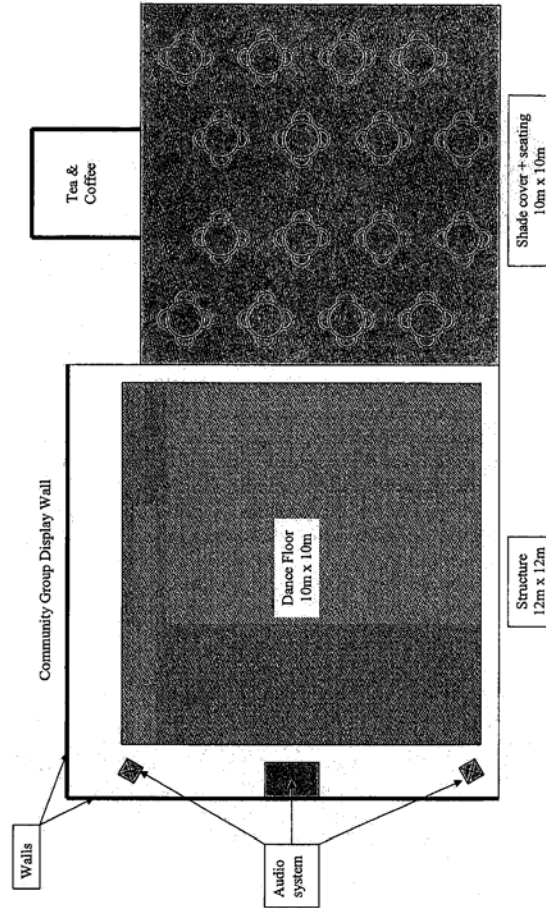 Tea &
Coffee
Community Group Display Wall
Walls
Dance Floor
10m x 10m
Audio
system
Structure
12m x 12m
Shade cover + seating
10m x 10m